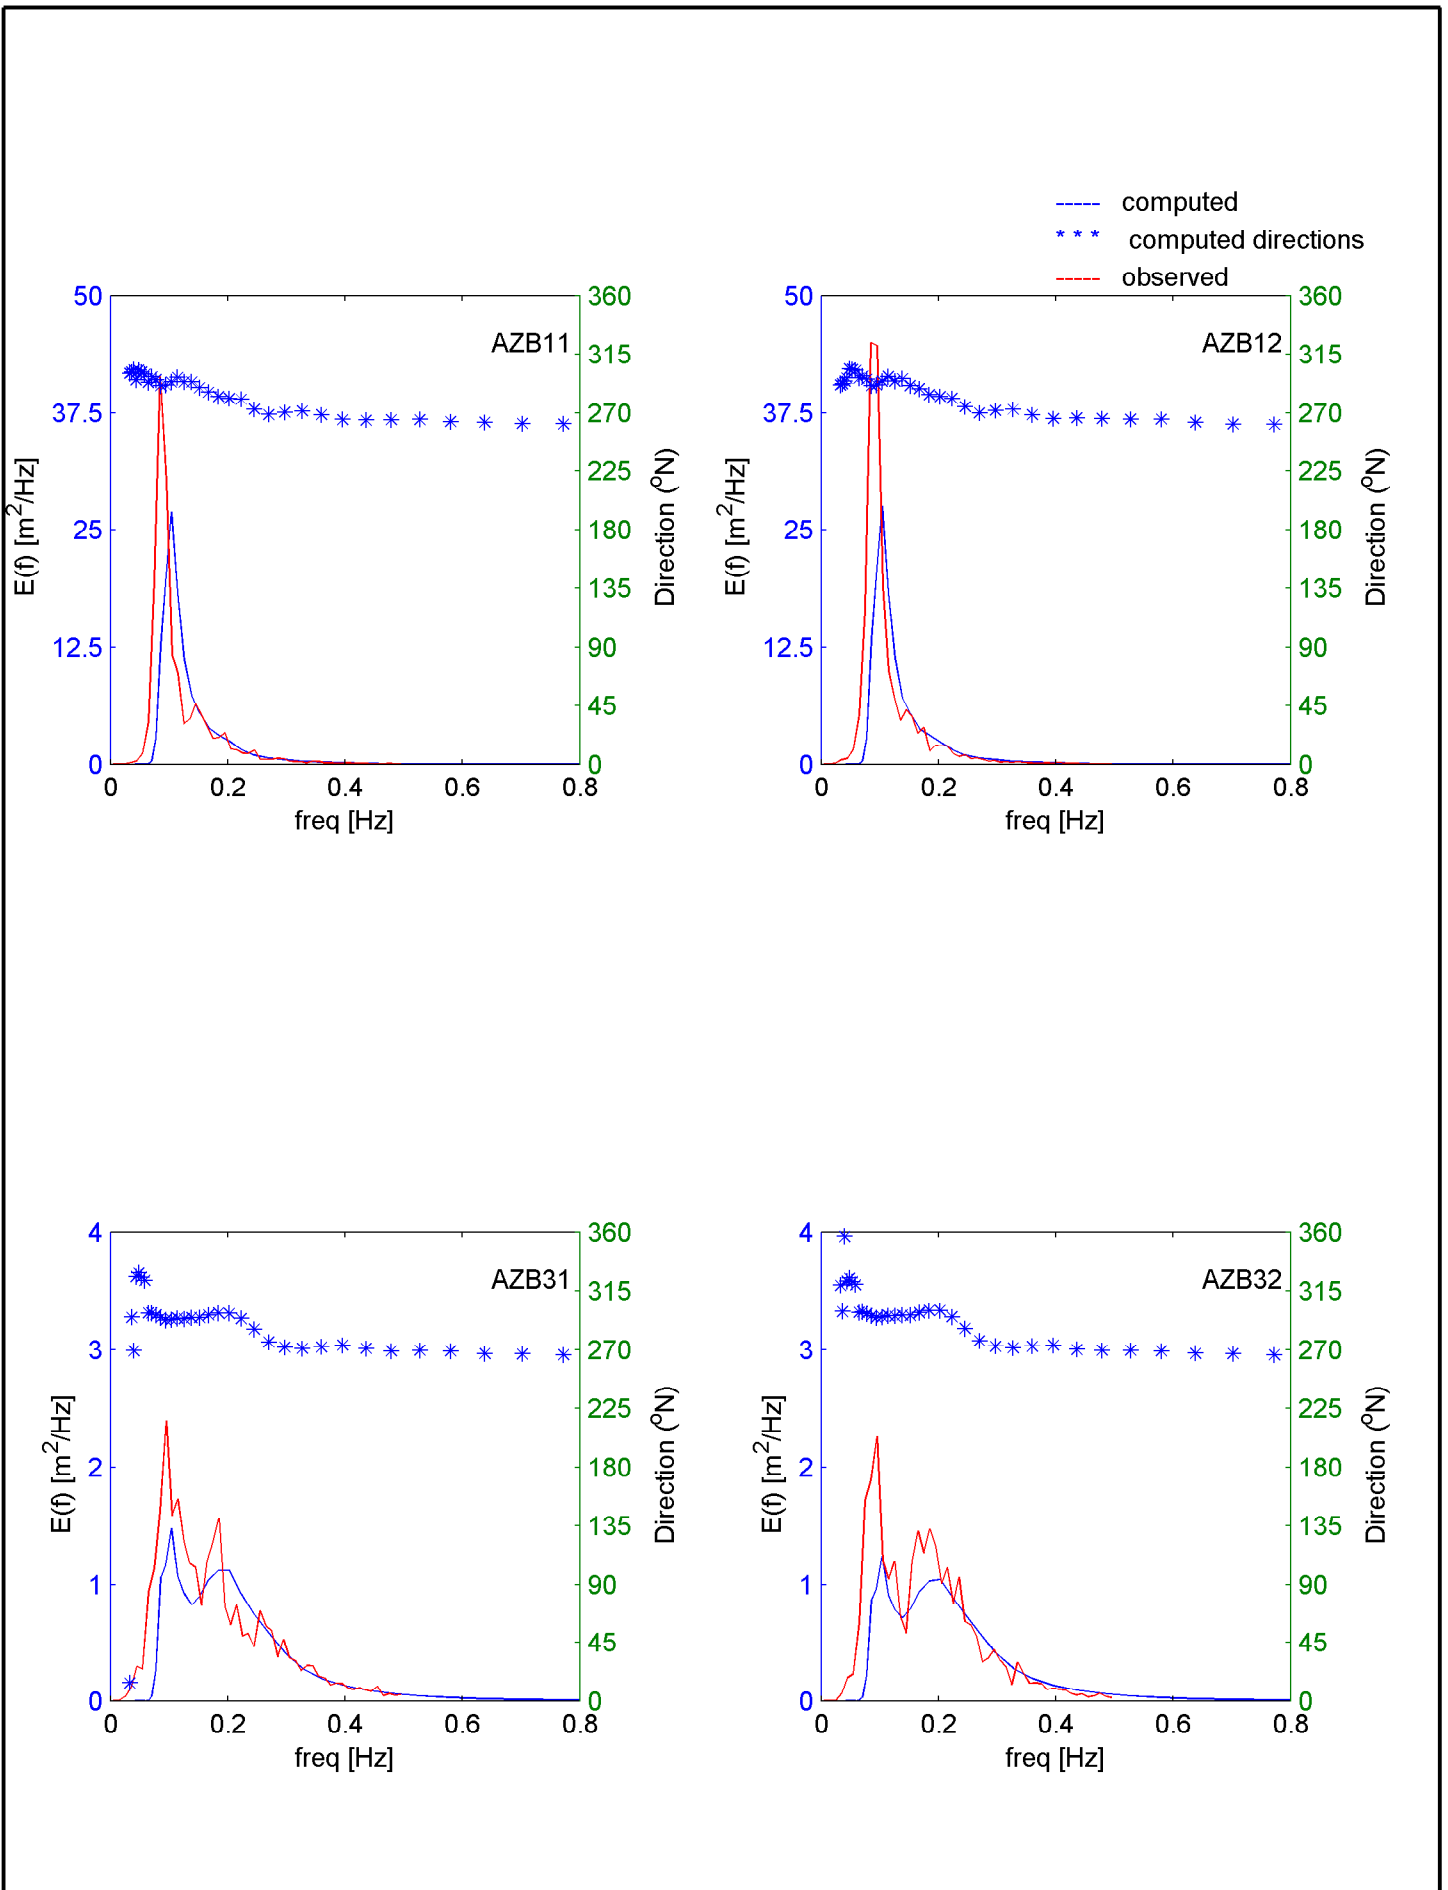 computed
* * * computed directions
observed
AZB11
50
37.5
25
12.5
0
E(f) [m²/Hz]
360
315
270
225
180
135
90
45
0
Direction (ºN)
0 0.2 0.4 0.6 0.8
freq [Hz]
AZB12
50
37.5
25
12.5
0
E(f) [m²/Hz]
360
315
270
225
180
135
90
45
0
Direction (ºN)
0 0.2 0.4 0.6 0.8
freq [Hz]
AZB31
4
3
2
1
0
E(f) [m²/Hz]
360
315
270
225
180
135
90
45
0
Direction (ºN)
0 0.2 0.4 0.6 0.8
freq [Hz]
AZB32
4
3
2
1
0
E(f) [m²/Hz]
360
315
270
225
180
135
90
45
0
Direction (ºN)
0 0.2 0.4 0.6 0.8
freq [Hz]